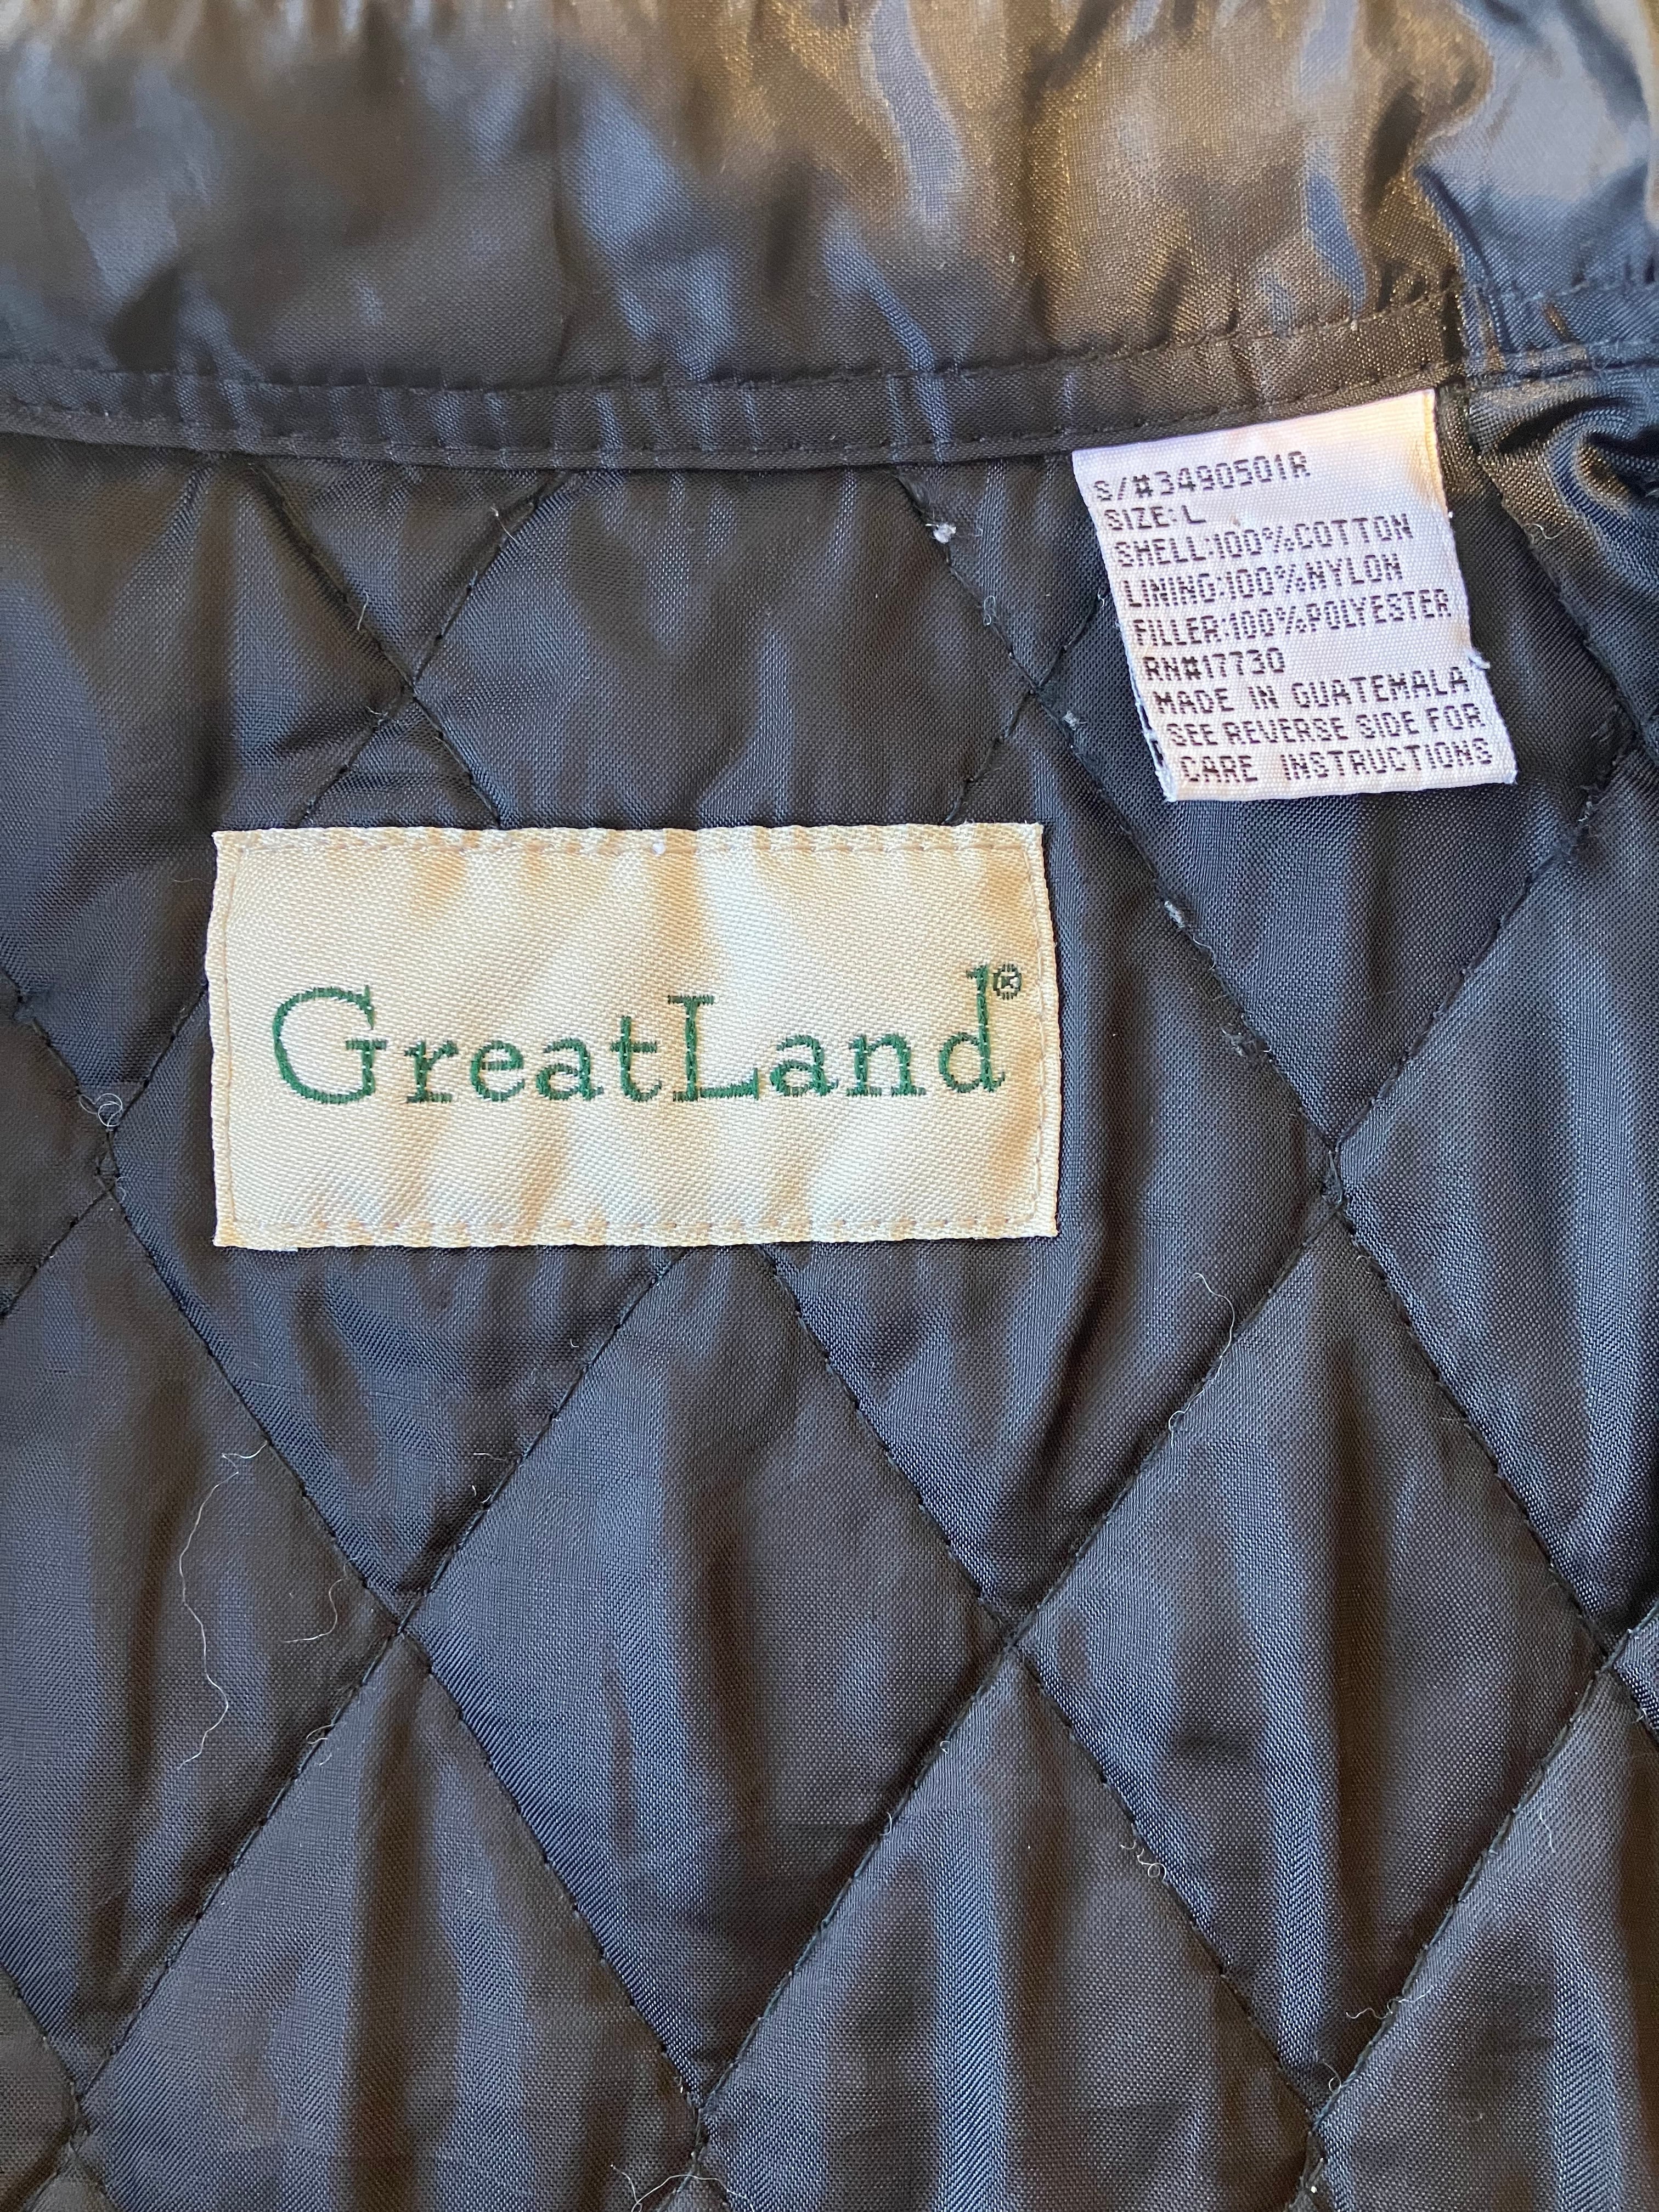 S/#3490501R
SIZE:L
SHELL:100%COTTON
LINING:100%NYLON
FILLER:100%POLYESTER
RN#17730
MADE IN GUATEMALA
SEE REVERSE SIDE FOR
CARE INSTRUCTIONS
GreatLand®